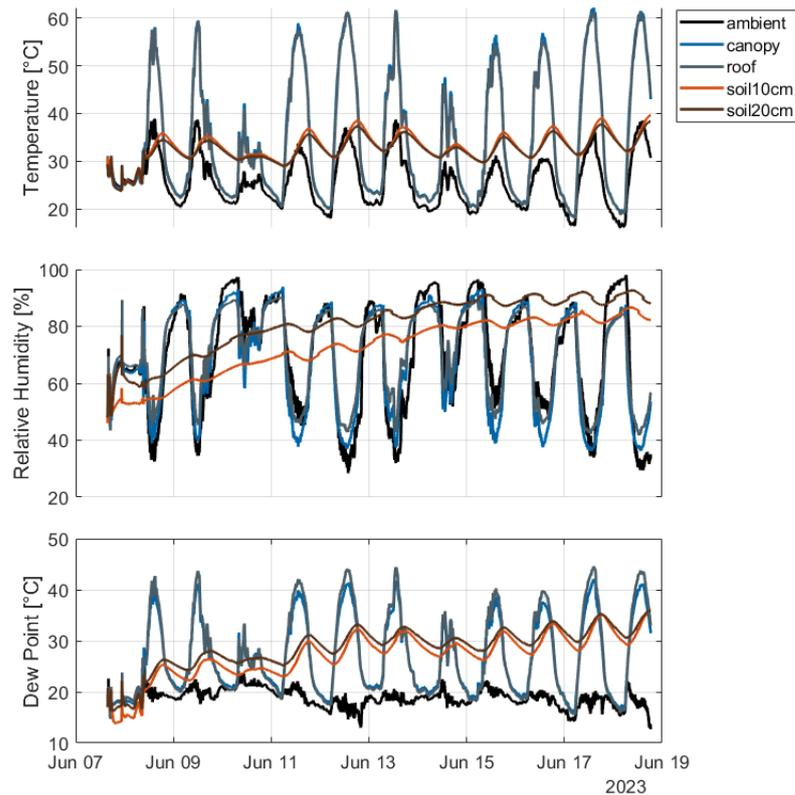 60
50
40
30
20
Temperature [°C]
ambient
canopy
roof
soil10cm
soil20cm
100
80
60
40
20
Relative Humidity [%]
50
40
30
20
10
Dew Point [°C]
Jun 07 Jun 09 Jun 11 Jun 13 Jun 15 Jun 17 Jun 19
2023